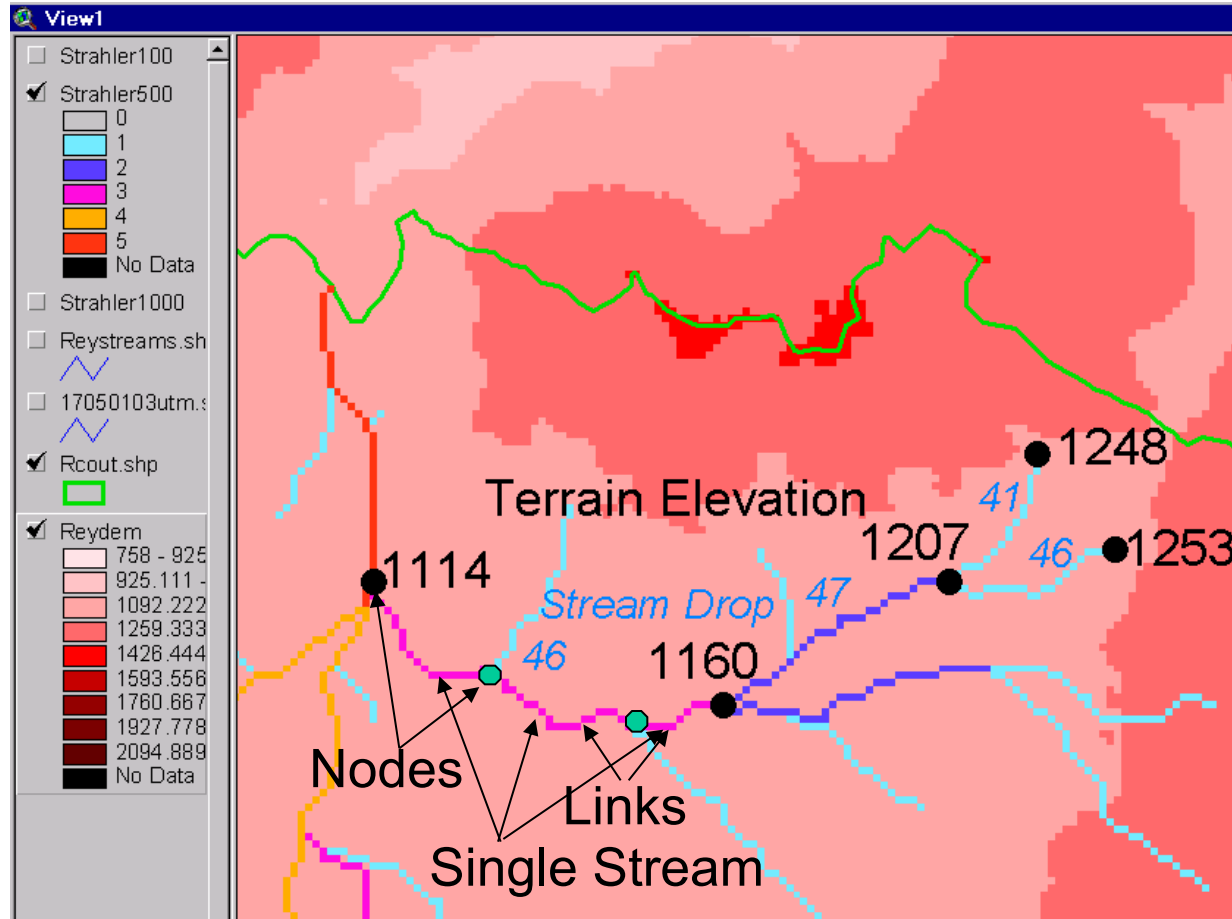 View1
Strahler100
Strahler500
0
1
2
3
4
5
No Data
Strahler1000
Reystreams.sh
17050103utm.s
Rcout.shp
Reydem
758 - 925
925.111 -
1092.222
1259.333
1426.444
1593.556
1760.667
1927.778
2094.889
No Data
1248
41
Terrain Elevation
1207
46
1253
1114
Stream Drop
47
46
1160
Nodes
Links
Single Stream